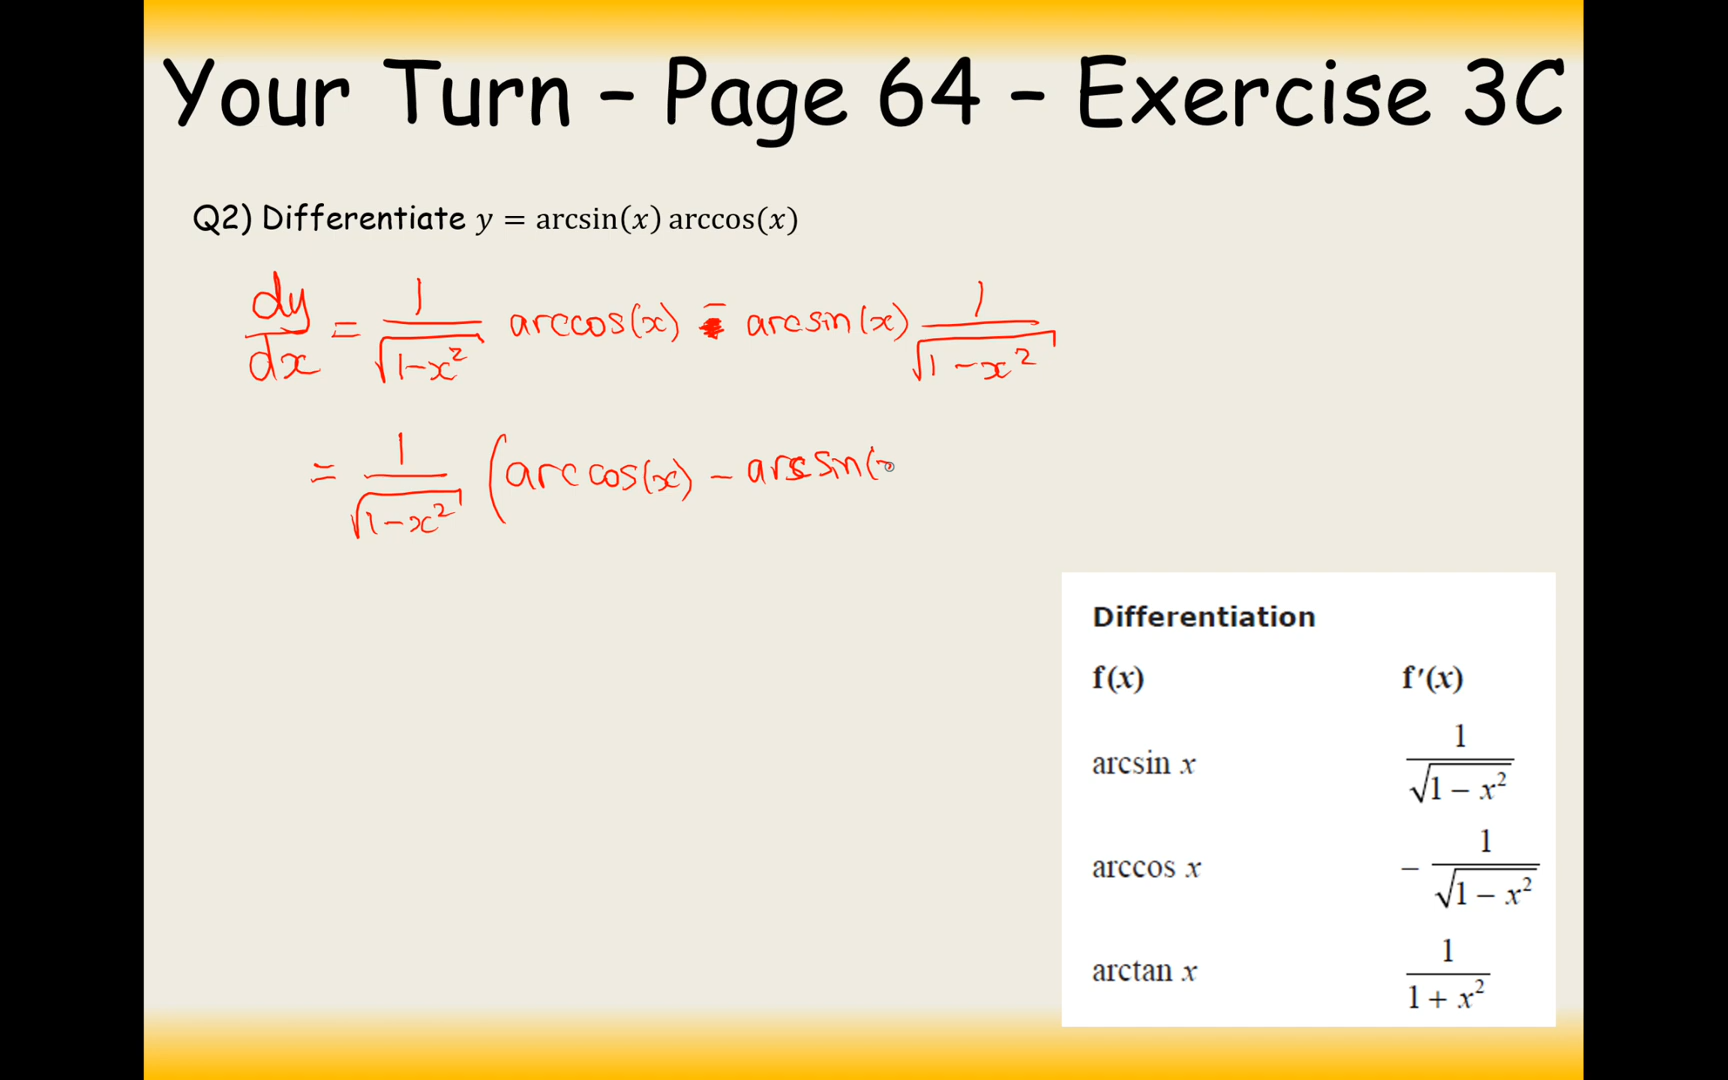 Your Turn – Page 64 – Exercise 3C
Q2) Differentiate y = arcsin(x) arccos(x)
dy/dx = 1/√(1-x²) arccos(x) - arcsin(x) 1/√(1-x²)
= 1/√(1-x²) (arccos(x) - arcsin(
Differentiation
f(x) f′(x)
arcsin x 1/√(1 − x²)
arccos x − 1/√(1 − x²)
arctan x 1/(1 + x²)